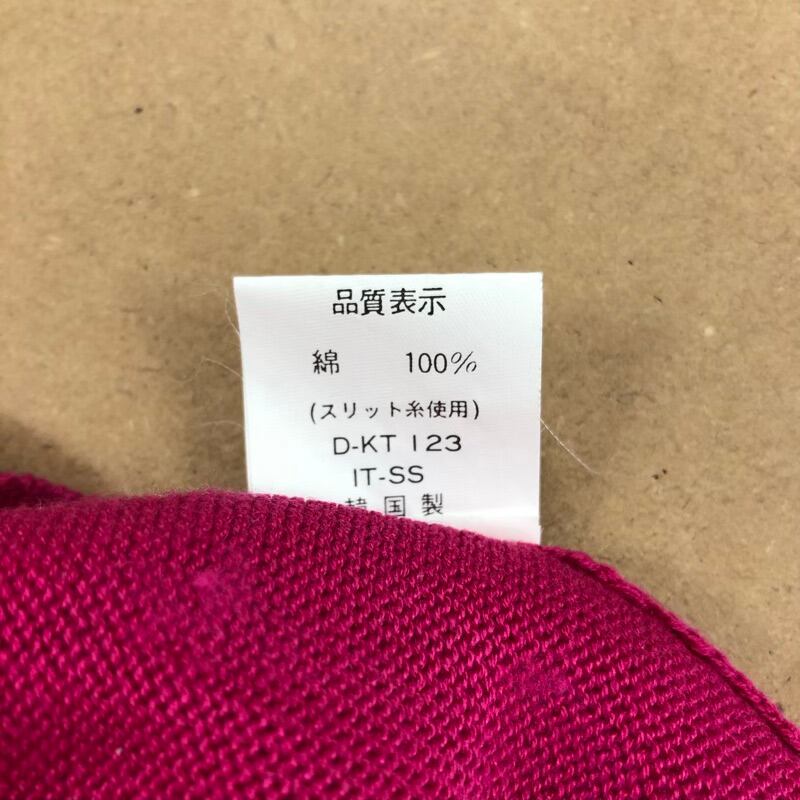 品質表示
綿 100%
(スリット糸使用)
D-KT 123
IT-SS
韓国製